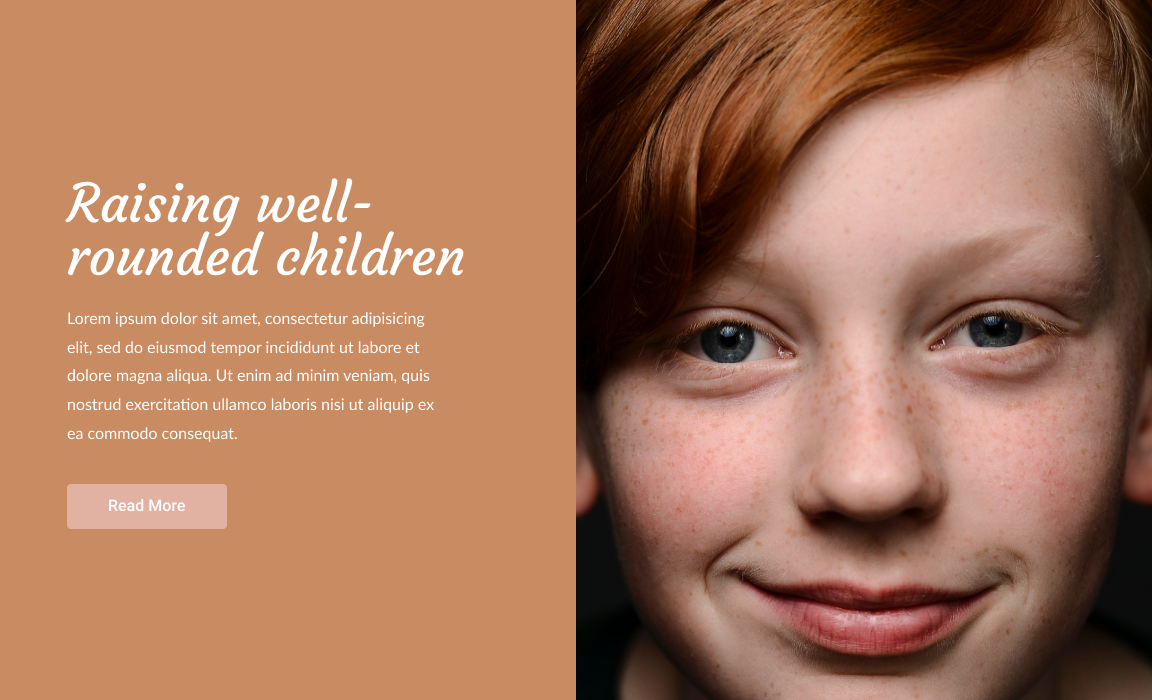 Raising well-
rounded children
Lorem ipsum dolor sit amet, consectetur adipisicing
elit, sed do eiusmod tempor incididunt ut labore et
dolore magna aliqua. Ut enim ad minim veniam, quis
nostrud exercitation ullamco laboris nisi ut aliquip ex
ea commodo consequat.
Read More